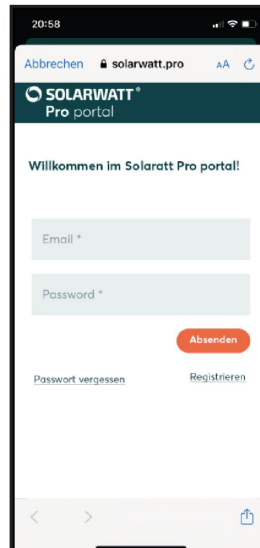 20:58
Abbrechen solarwatt.pro AA
SOLARWATT®
Pro portal
Willkommen im Solaratt Pro portal!
Email *
Password *
Absenden
Passwort vergessen Registrieren